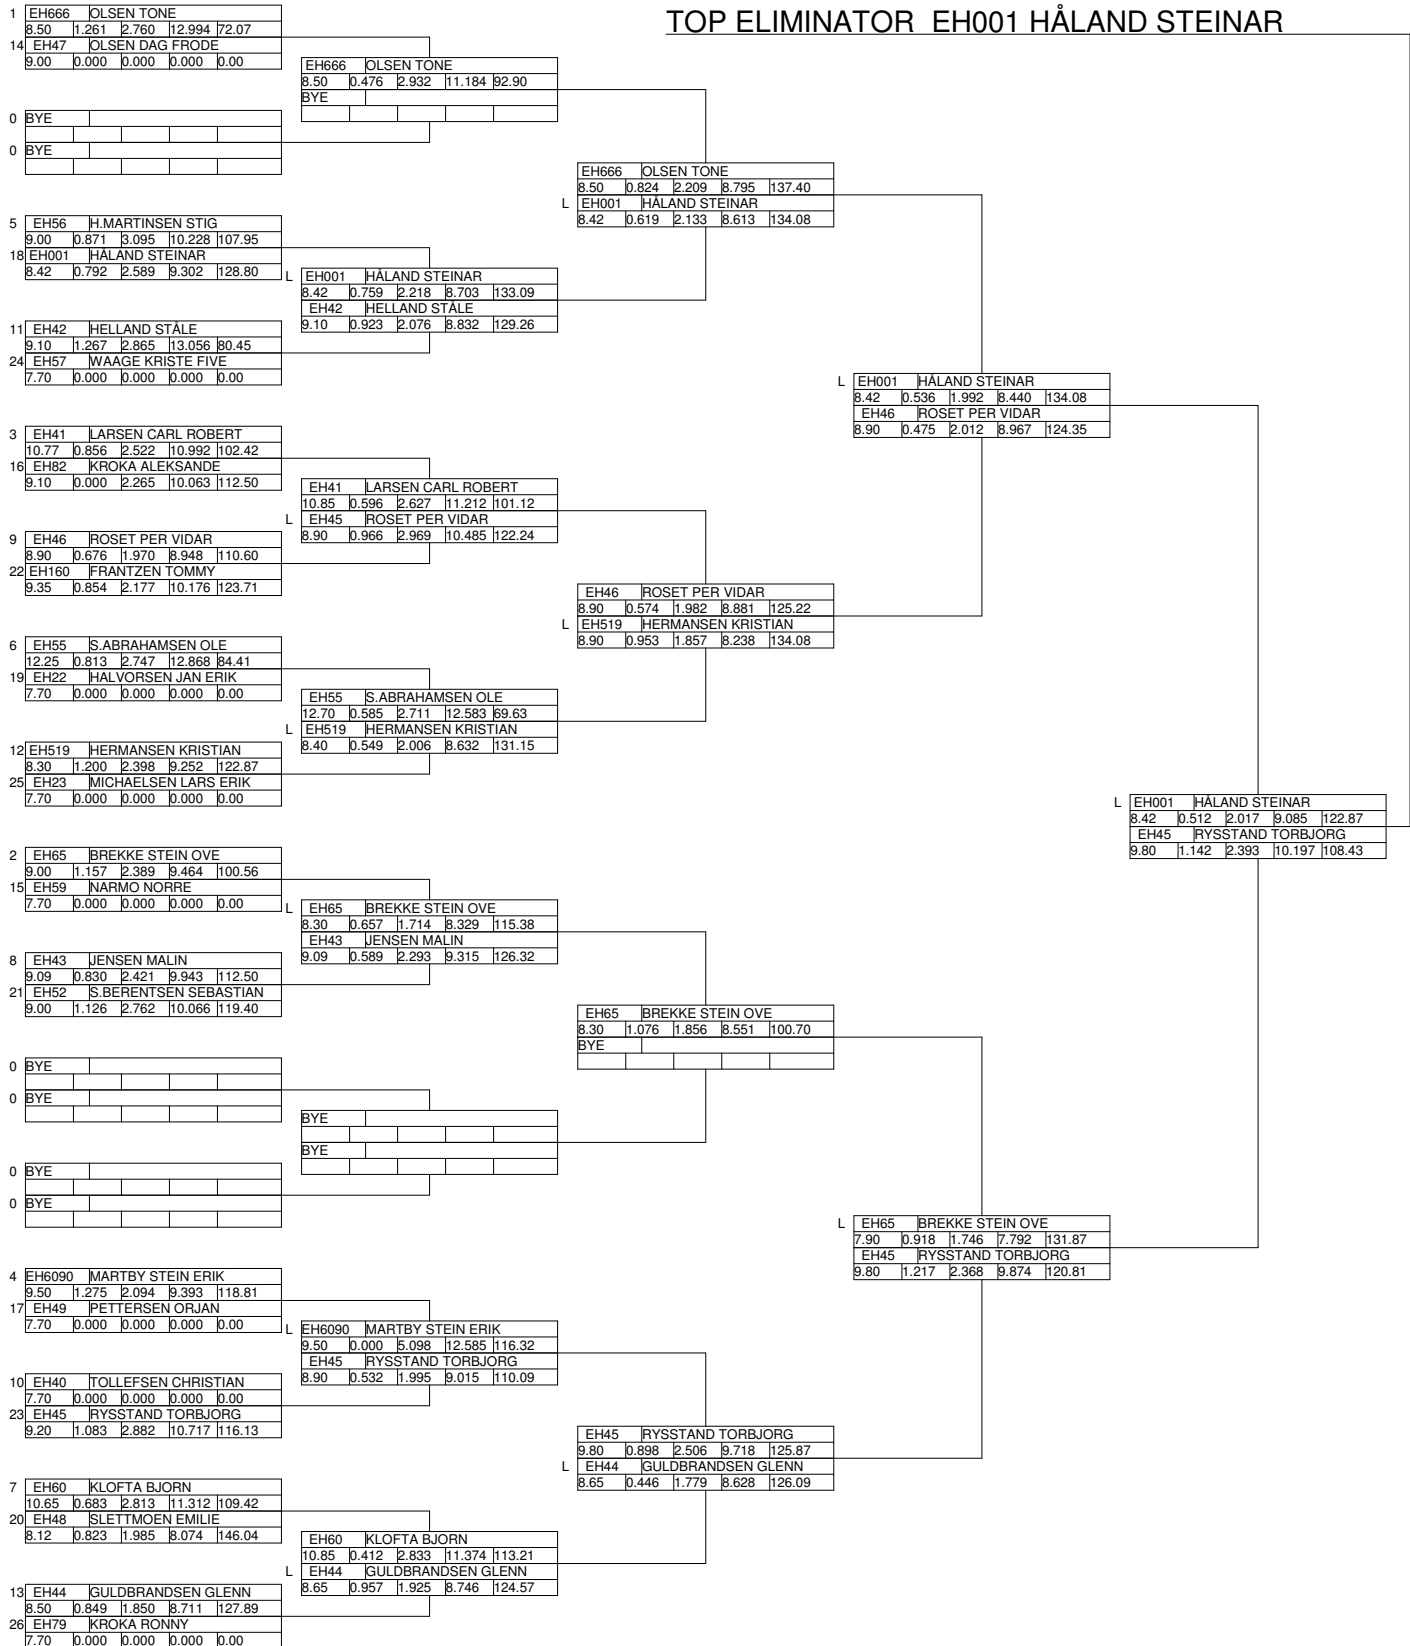 TOP ELIMINATOR EH001 HÅLAND STEINAR
1 EH666 OLSEN TONE
8.50 1.261 2.760 12.994 72.07
14 EH47 OLSEN DAG FRODE
9.00 0.000 0.000 0.000 0.00
0 BYE
0 BYE
5 EH56 H.MARTINSEN STIG
9.00 0.871 3.095 10.228 107.95
18 EH001 HÅLAND STEINAR
8.42 0.792 2.589 9.302 128.80
11 EH42 HELLAND STÅLE
9.10 1.267 2.865 13.056 80.45
24 EH57 WAAGE KRISTE FIVE
7.70 0.000 0.000 0.000 0.00
3 EH41 LARSEN CARL ROBERT
10.77 0.856 2.522 10.992 102.42
16 EH82 KROKA ALEKSANDE
9.10 0.000 2.265 10.063 112.50
9 EH46 ROSET PER VIDAR
8.90 0.676 1.970 8.948 110.60
22 EH160 FRANTZEN TOMMY
9.35 0.854 2.177 10.176 123.71
6 EH55 S.ABRAHAMSEN OLE
12.25 0.813 2.747 12.868 84.41
19 EH22 HALVORSEN JAN ERIK
7.70 0.000 0.000 0.000 0.00
12 EH519 HERMANSEN KRISTIAN
8.30 1.200 2.398 9.252 122.87
25 EH23 MICHAELSEN LARS ERIK
7.70 0.000 0.000 0.000 0.00
2 EH65 BREKKE STEIN OVE
9.00 1.157 2.389 9.464 100.56
15 EH59 NARMO NORRE
7.70 0.000 0.000 0.000 0.00
8 EH43 JENSEN MALIN
9.09 0.830 2.421 9.943 112.50
21 EH52 S.BERENTSEN SEBASTIAN
9.00 1.126 2.762 10.066 119.40
0 BYE
0 BYE
0 BYE
0 BYE
4 EH6090 MARTBY STEIN ERIK
9.50 1.275 2.094 9.393 118.81
17 EH49 PETTERSEN ORJAN
7.70 0.000 0.000 0.000 0.00
10 EH40 TOLLEFSEN CHRISTIAN
7.70 0.000 0.000 0.000 0.00
23 EH45 RYSSTAND TORBJORG
9.20 1.083 2.882 10.717 116.13
7 EH60 KLOFTA BJORN
10.65 0.683 2.813 11.312 109.42
20 EH48 SLETTMOEN EMILIE
8.12 0.823 1.985 8.074 146.04
13 EH44 GULDBRANDSEN GLENN
8.50 0.849 1.850 8.711 127.89
26 EH79 KROKA RONNY
7.70 0.000 0.000 0.000 0.00
EH666 OLSEN TONE
8.50 0.476 2.932 11.184 92.90
BYE
L EH001 HÅLAND STEINAR
8.42 0.759 2.218 8.703 133.09
EH42 HELLAND STÅLE
9.10 0.923 2.076 8.832 129.26
EH41 LARSEN CARL ROBERT
10.85 0.596 2.627 11.212 101.12
L EH45 ROSET PER VIDAR
8.90 0.966 2.969 10.485 122.24
EH55 S.ABRAHAMSEN OLE
12.70 0.585 2.711 12.583 69.63
L EH519 HERMANSEN KRISTIAN
8.40 0.549 2.006 8.632 131.15
L EH65 BREKKE STEIN OVE
8.30 0.657 1.714 8.329 115.38
EH43 JENSEN MALIN
9.09 0.589 2.293 9.315 126.32
BYE
BYE
L EH6090 MARTBY STEIN ERIK
9.50 0.000 5.098 12.585 116.32
EH45 RYSSTAND TORBJORG
8.90 0.532 1.995 9.015 110.09
EH60 KLOFTA BJORN
10.85 0.412 2.833 11.374 113.21
L EH44 GULDBRANDSEN GLENN
8.65 0.957 1.925 8.746 124.57
EH666 OLSEN TONE
8.50 0.824 2.209 8.795 137.40
L EH001 HÅLAND STEINAR
8.42 0.619 2.133 8.613 134.08
EH46 ROSET PER VIDAR
8.90 0.574 1.982 8.881 125.22
L EH519 HERMANSEN KRISTIAN
8.90 0.953 1.857 8.238 134.08
EH65 BREKKE STEIN OVE
8.30 1.076 1.856 8.551 100.70
BYE
EH45 RYSSTAND TORBJORG
9.80 0.898 2.506 9.718 125.87
L EH44 GULDBRANDSEN GLENN
8.65 0.446 1.779 8.628 126.09
L EH001 HÅLAND STEINAR
8.42 0.536 1.992 8.440 134.08
EH46 ROSET PER VIDAR
8.90 0.475 2.012 8.967 124.35
L EH65 BREKKE STEIN OVE
7.90 0.918 1.746 7.792 131.87
EH45 RYSSTAND TORBJORG
9.80 1.217 2.368 9.874 120.81
L EH001 HÅLAND STEINAR
8.42 0.512 2.017 9.085 122.87
EH45 RYSSTAND TORBJORG
9.80 1.142 2.393 10.197 108.43